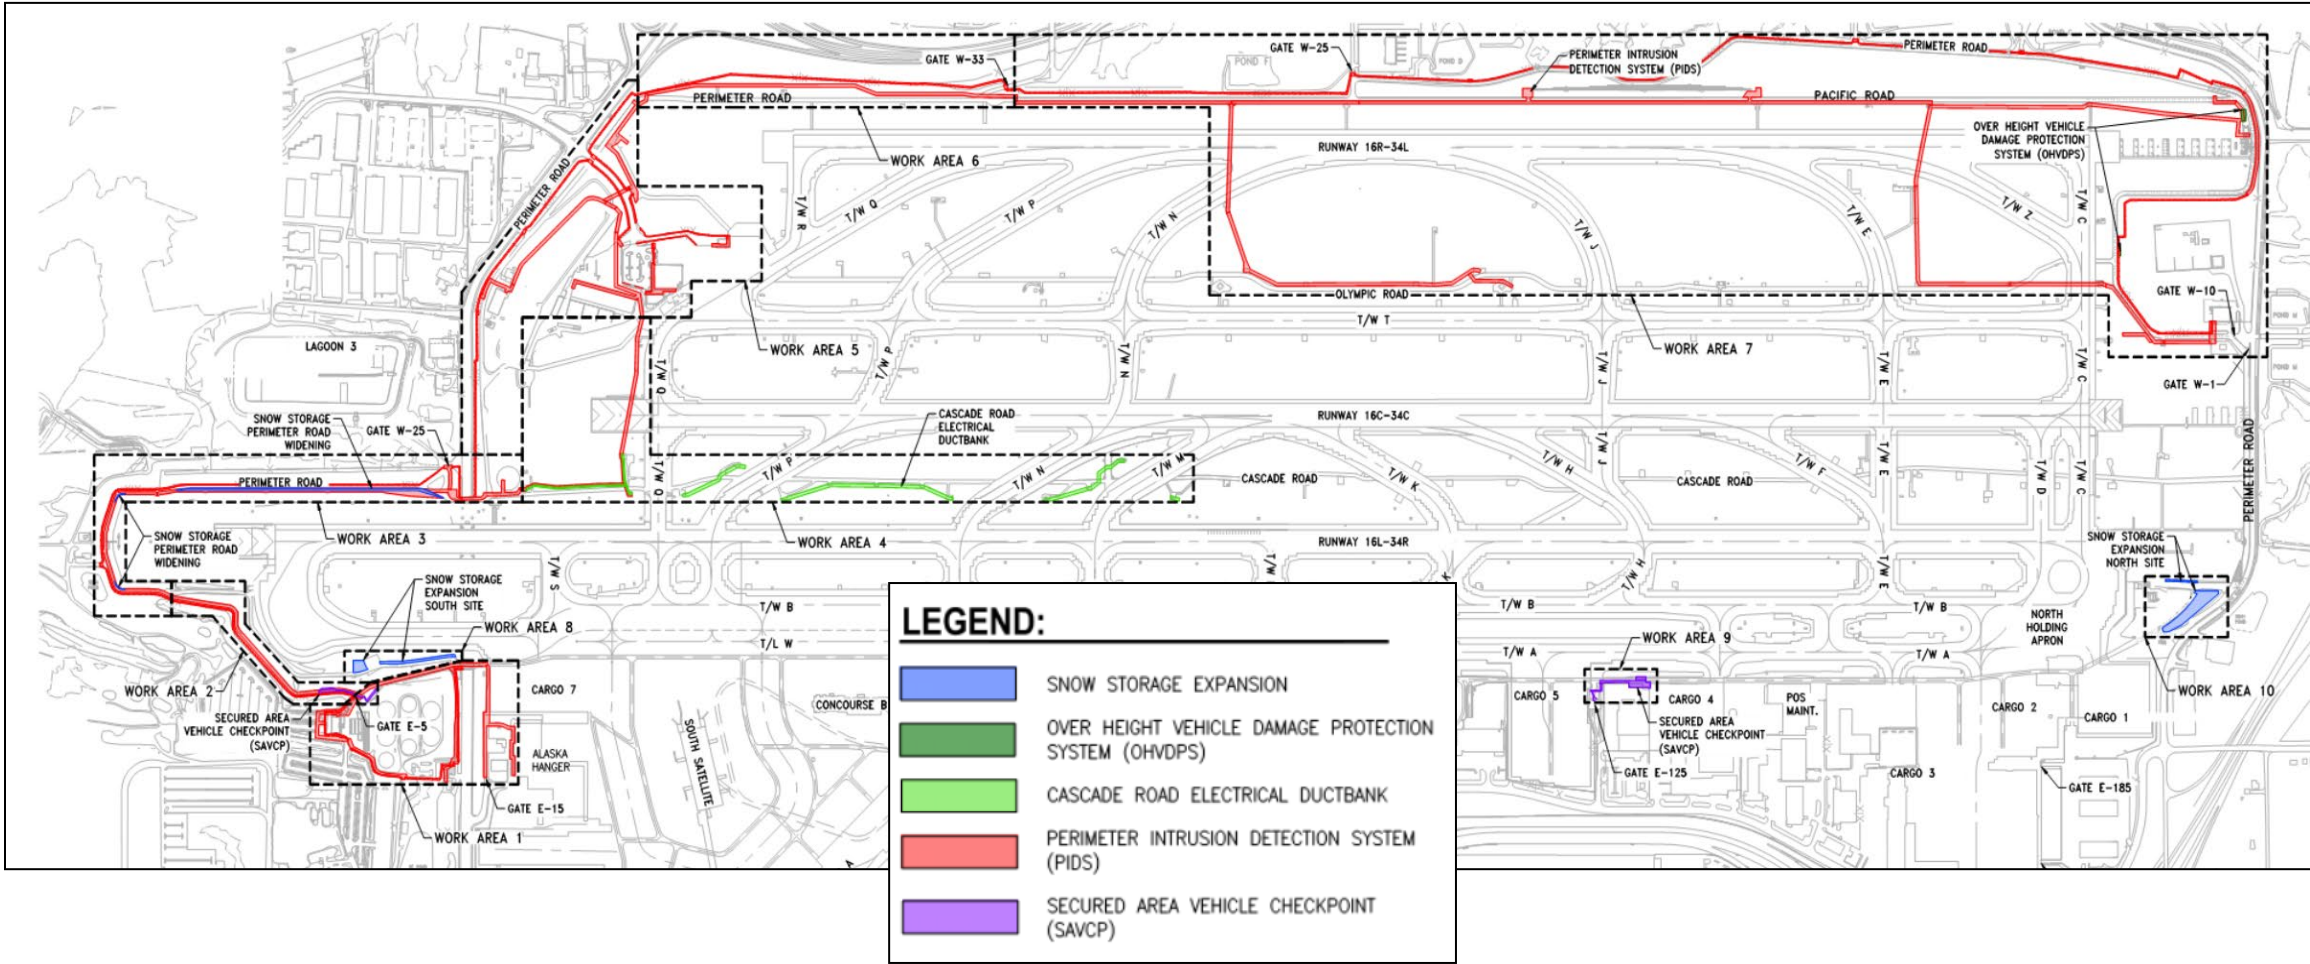 GATE W-33
GATE W-25
PERIMETER INTRUSION
DETECTION SYSTEM (PIDS)
PERIMETER ROAD
POND F
POND D
PERIMETER ROAD
PACIFIC ROAD
OVER HEIGHT VEHICLE
DAMAGE PROTECTION
SYSTEM (OHVDPS)
WORK AREA 6
RUNWAY 16R-34L
PERIMETER ROAD
T/W R
T/W Q
T/W P
T/W N
T/W J
T/W E
T/W Z
T/W C
OLYMPIC ROAD
GATE W-10
T/W T
LAGOON 3
WORK AREA 5
WORK AREA 7
T/W Q
T/W P
T/W N
T/W J
T/W E
T/W C
GATE W-1
SNOW STORAGE
PERIMETER ROAD
WIDENING
GATE W-25
CASCADE ROAD
ELECTRICAL
DUCTBANK
RUNWAY 16C-34C
PERIMETER ROAD
PERIMETER ROAD
T/W Q
T/W P
T/W N
T/W M
CASCADE ROAD
T/W K
T/W H
T/W J
CASCADE ROAD
T/W F
T/W E
T/W D
T/W C
SNOW STORAGE
PERIMETER ROAD
WIDENING
WORK AREA 3
WORK AREA 4
RUNWAY 16L-34R
SNOW STORAGE
EXPANSION
NORTH SITE
SNOW STORAGE
EXPANSION
SOUTH SITE
T/W S
T/W
K
T/W H
T/W E
T/W B
T/W B
T/W B
NORTH
HOLDING
APRON
WORK AREA 8
T/L W
WORK AREA 9
T/W A
T/W A
WORK AREA 2
CARGO 7
CONCOURSE B
CARGO 5
CARGO 4
POS
MAINT.
CARGO 2
CARGO 1
WORK AREA 10
SECURED AREA
VEHICLE CHECKPOINT
(SAVCP)
GATE E-5
SECURED AREA
VEHICLE CHECKPOINT
(SAVCP)
ALASKA
HANGER
SOUTH SATELLITE
GATE E-125
CARGO 3
GATE E-185
GATE E-15
WORK AREA 1
A
LEGEND:
SNOW STORAGE EXPANSION
OVER HEIGHT VEHICLE DAMAGE PROTECTION
SYSTEM (OHVDPS)
CASCADE ROAD ELECTRICAL DUCTBANK
PERIMETER INTRUSION DETECTION SYSTEM
(PIDS)
SECURED AREA VEHICLE CHECKPOINT
(SAVCP)